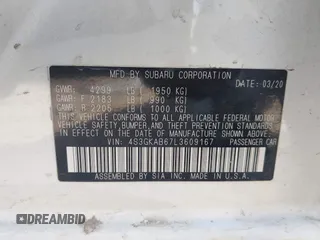 MFD BY SUBARU CORPORATION
03/20
GVWR: 4299 LB ( 1950 KG)
GAWR: F 2183 LB ( 990 KG)
GAWR: R 2205 LB ( 1000 KG)
THIS VEHICLE CONFORMS TO ALL APPLICABLE
FEDERAL MOTOR VEHICLE SAFETY, BUMPER,
AND THEFT PREVENTION STANDARDS IN EFFECT
ON THE DATE OF MANUFACTURE SHOWN ABOVE.
VIN: 4S3GKAB67L3609167 PASSENGER CAR
ASSEMBLED BY SIA INC. MADE IN U.S.A.
DREAMBID